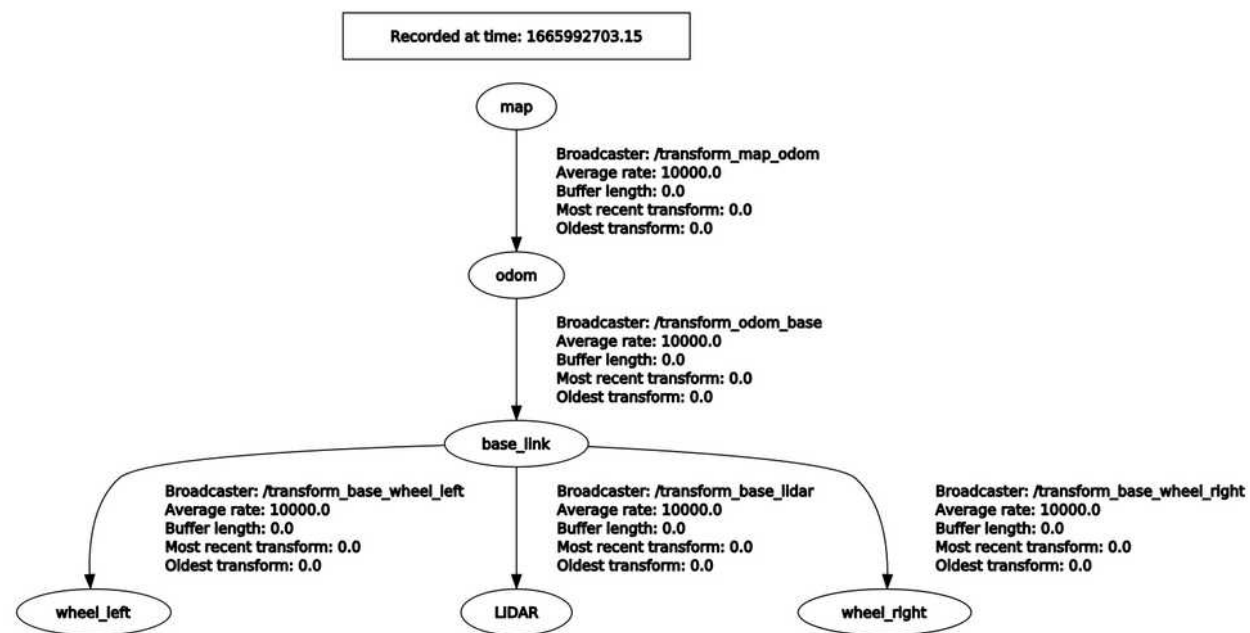 Recorded at time: 1665992703.15
map
Broadcaster: /transform_map_odom
Average rate: 10000.0
Buffer length: 0.0
Most recent transform: 0.0
Oldest transform: 0.0
odom
Broadcaster: /transform_odom_base
Average rate: 10000.0
Buffer length: 0.0
Most recent transform: 0.0
Oldest transform: 0.0
base_link
Broadcaster: /transform_base_wheel_left
Average rate: 10000.0
Buffer length: 0.0
Most recent transform: 0.0
Oldest transform: 0.0
Broadcaster: /transform_base_lidar
Average rate: 10000.0
Buffer length: 0.0
Most recent transform: 0.0
Oldest transform: 0.0
Broadcaster: /transform_base_wheel_right
Average rate: 10000.0
Buffer length: 0.0
Most recent transform: 0.0
Oldest transform: 0.0
wheel_left
LIDAR
wheel_right